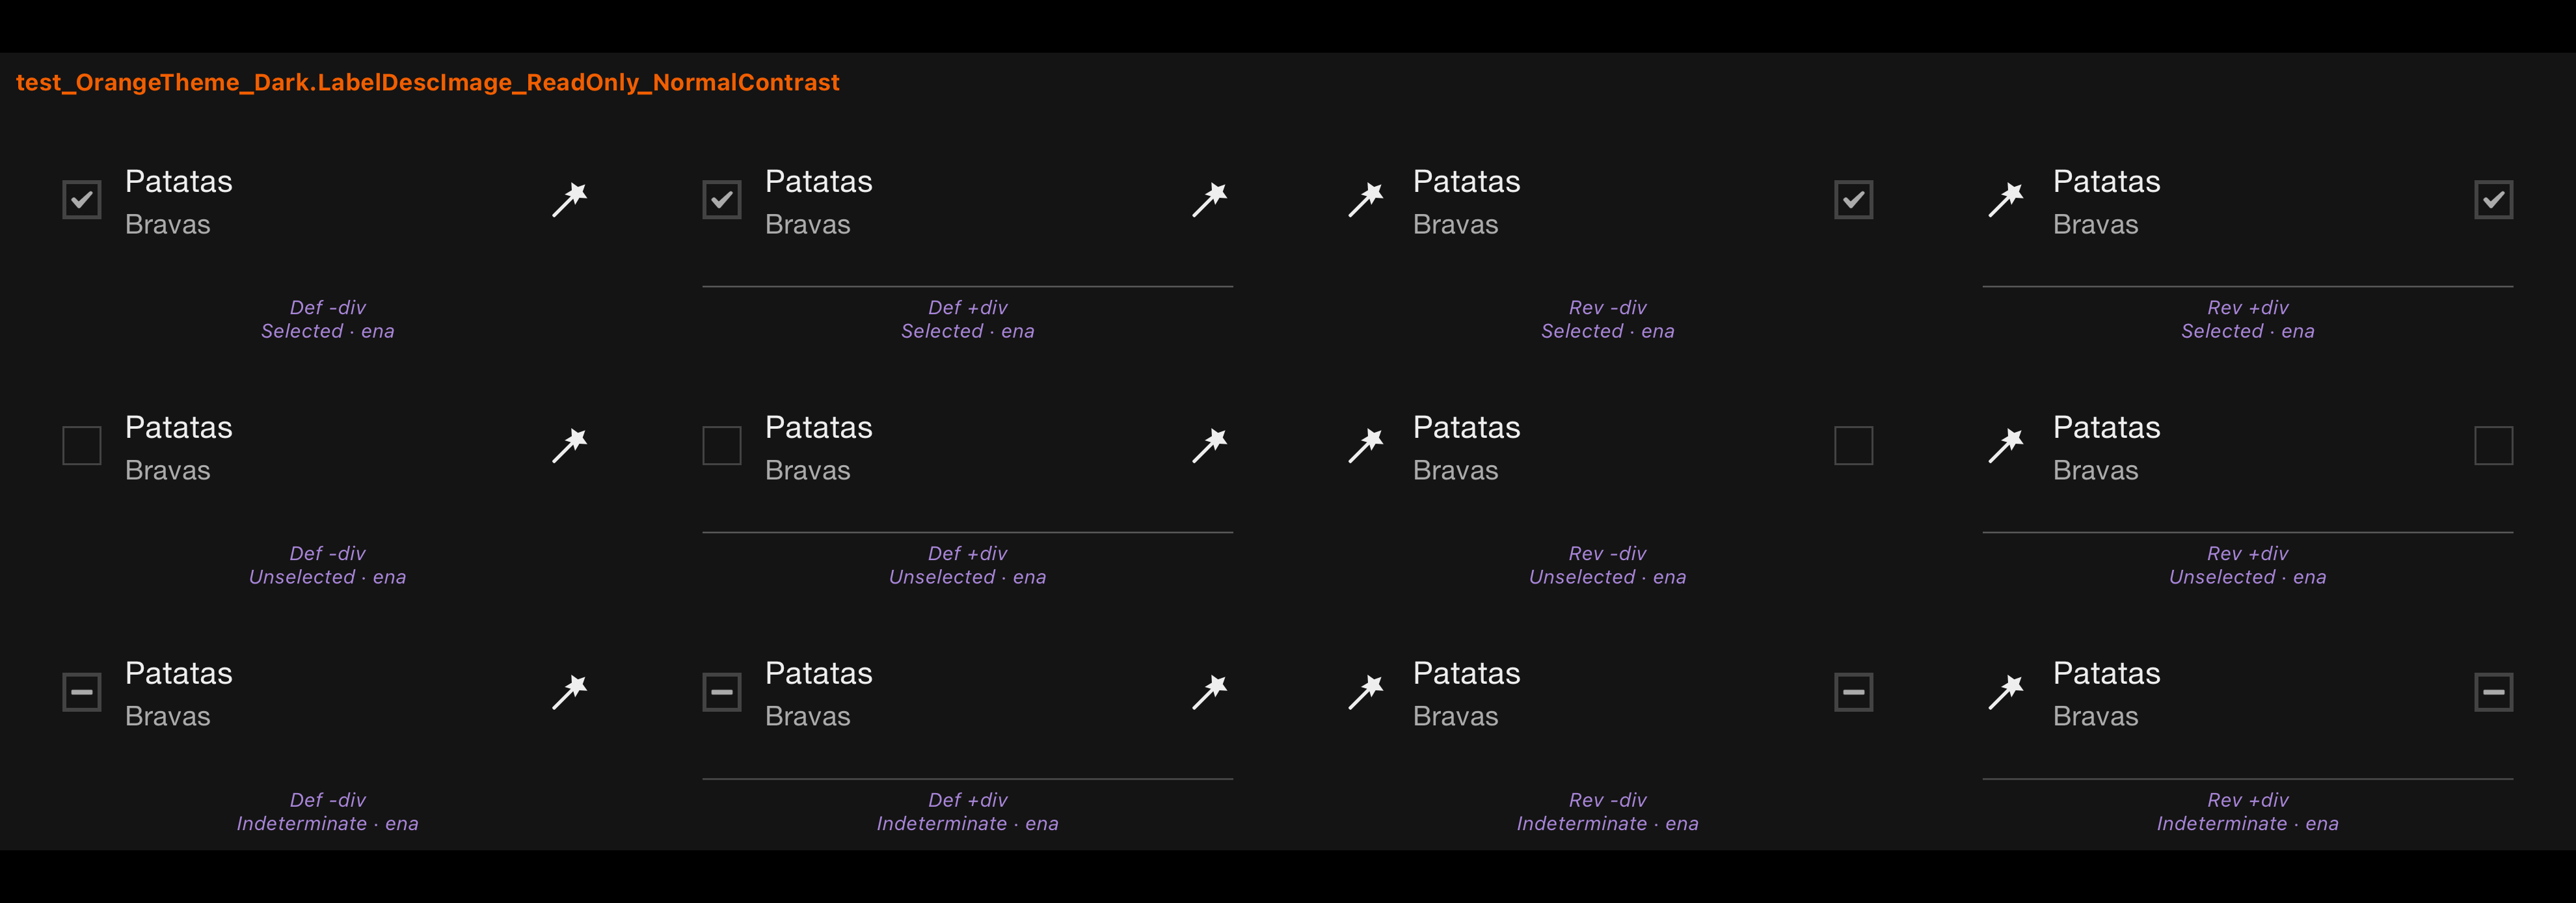 test_OrangeTheme_Dark.LabelDescImage_ReadOnly_NormalContrast
Patatas
Bravas
Def -div
Selected · ena
Patatas
Bravas
Def +div
Selected · ena
Patatas
Bravas
Rev -div
Selected · ena
Patatas
Bravas
Rev +div
Selected · ena
Patatas
Bravas
Def -div
Unselected · ena
Patatas
Bravas
Def +div
Unselected · ena
Patatas
Bravas
Rev -div
Unselected · ena
Patatas
Bravas
Rev +div
Unselected · ena
Patatas
Bravas
Def -div
Indeterminate · ena
Patatas
Bravas
Def +div
Indeterminate · ena
Patatas
Bravas
Rev -div
Indeterminate · ena
Patatas
Bravas
Rev +div
Indeterminate · ena